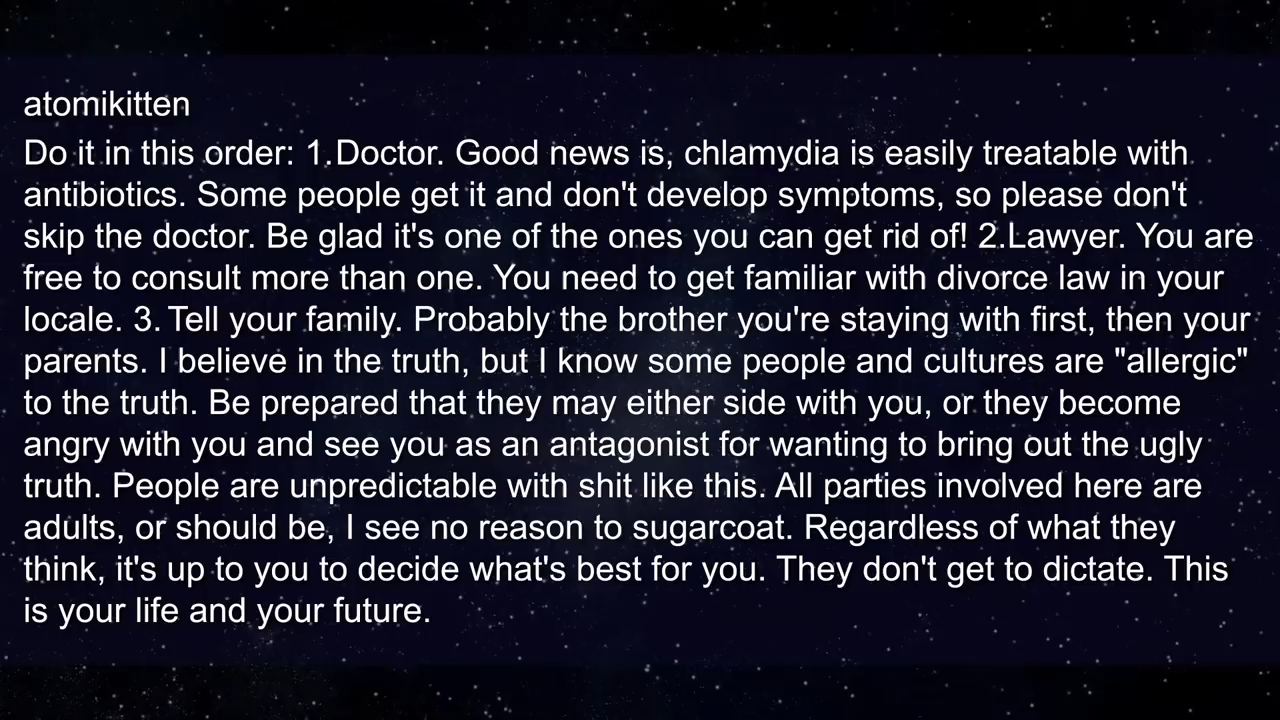 atomikitten
Do it in this order: 1.Doctor. Good news is, chlamydia is easily treatable with
antibiotics. Some people get it and don't develop symptoms, so please don't
skip the doctor. Be glad it's one of the ones you can get rid of! 2.Lawyer. You are
free to consult more than one. You need to get familiar with divorce law in your
locale. 3. Tell your family. Probably the brother you're staying with first, then your
parents. I believe in the truth, but I know some people and cultures are "allergic"
to the truth. Be prepared that they may either side with you, or they become
angry with you and see you as an antagonist for wanting to bring out the ugly
truth. People are unpredictable with shit like this. All parties involved here are
adults, or should be, I see no reason to sugarcoat. Regardless of what they
think, it's up to you to decide what's best for you. They don't get to dictate. This
is your life and your future.